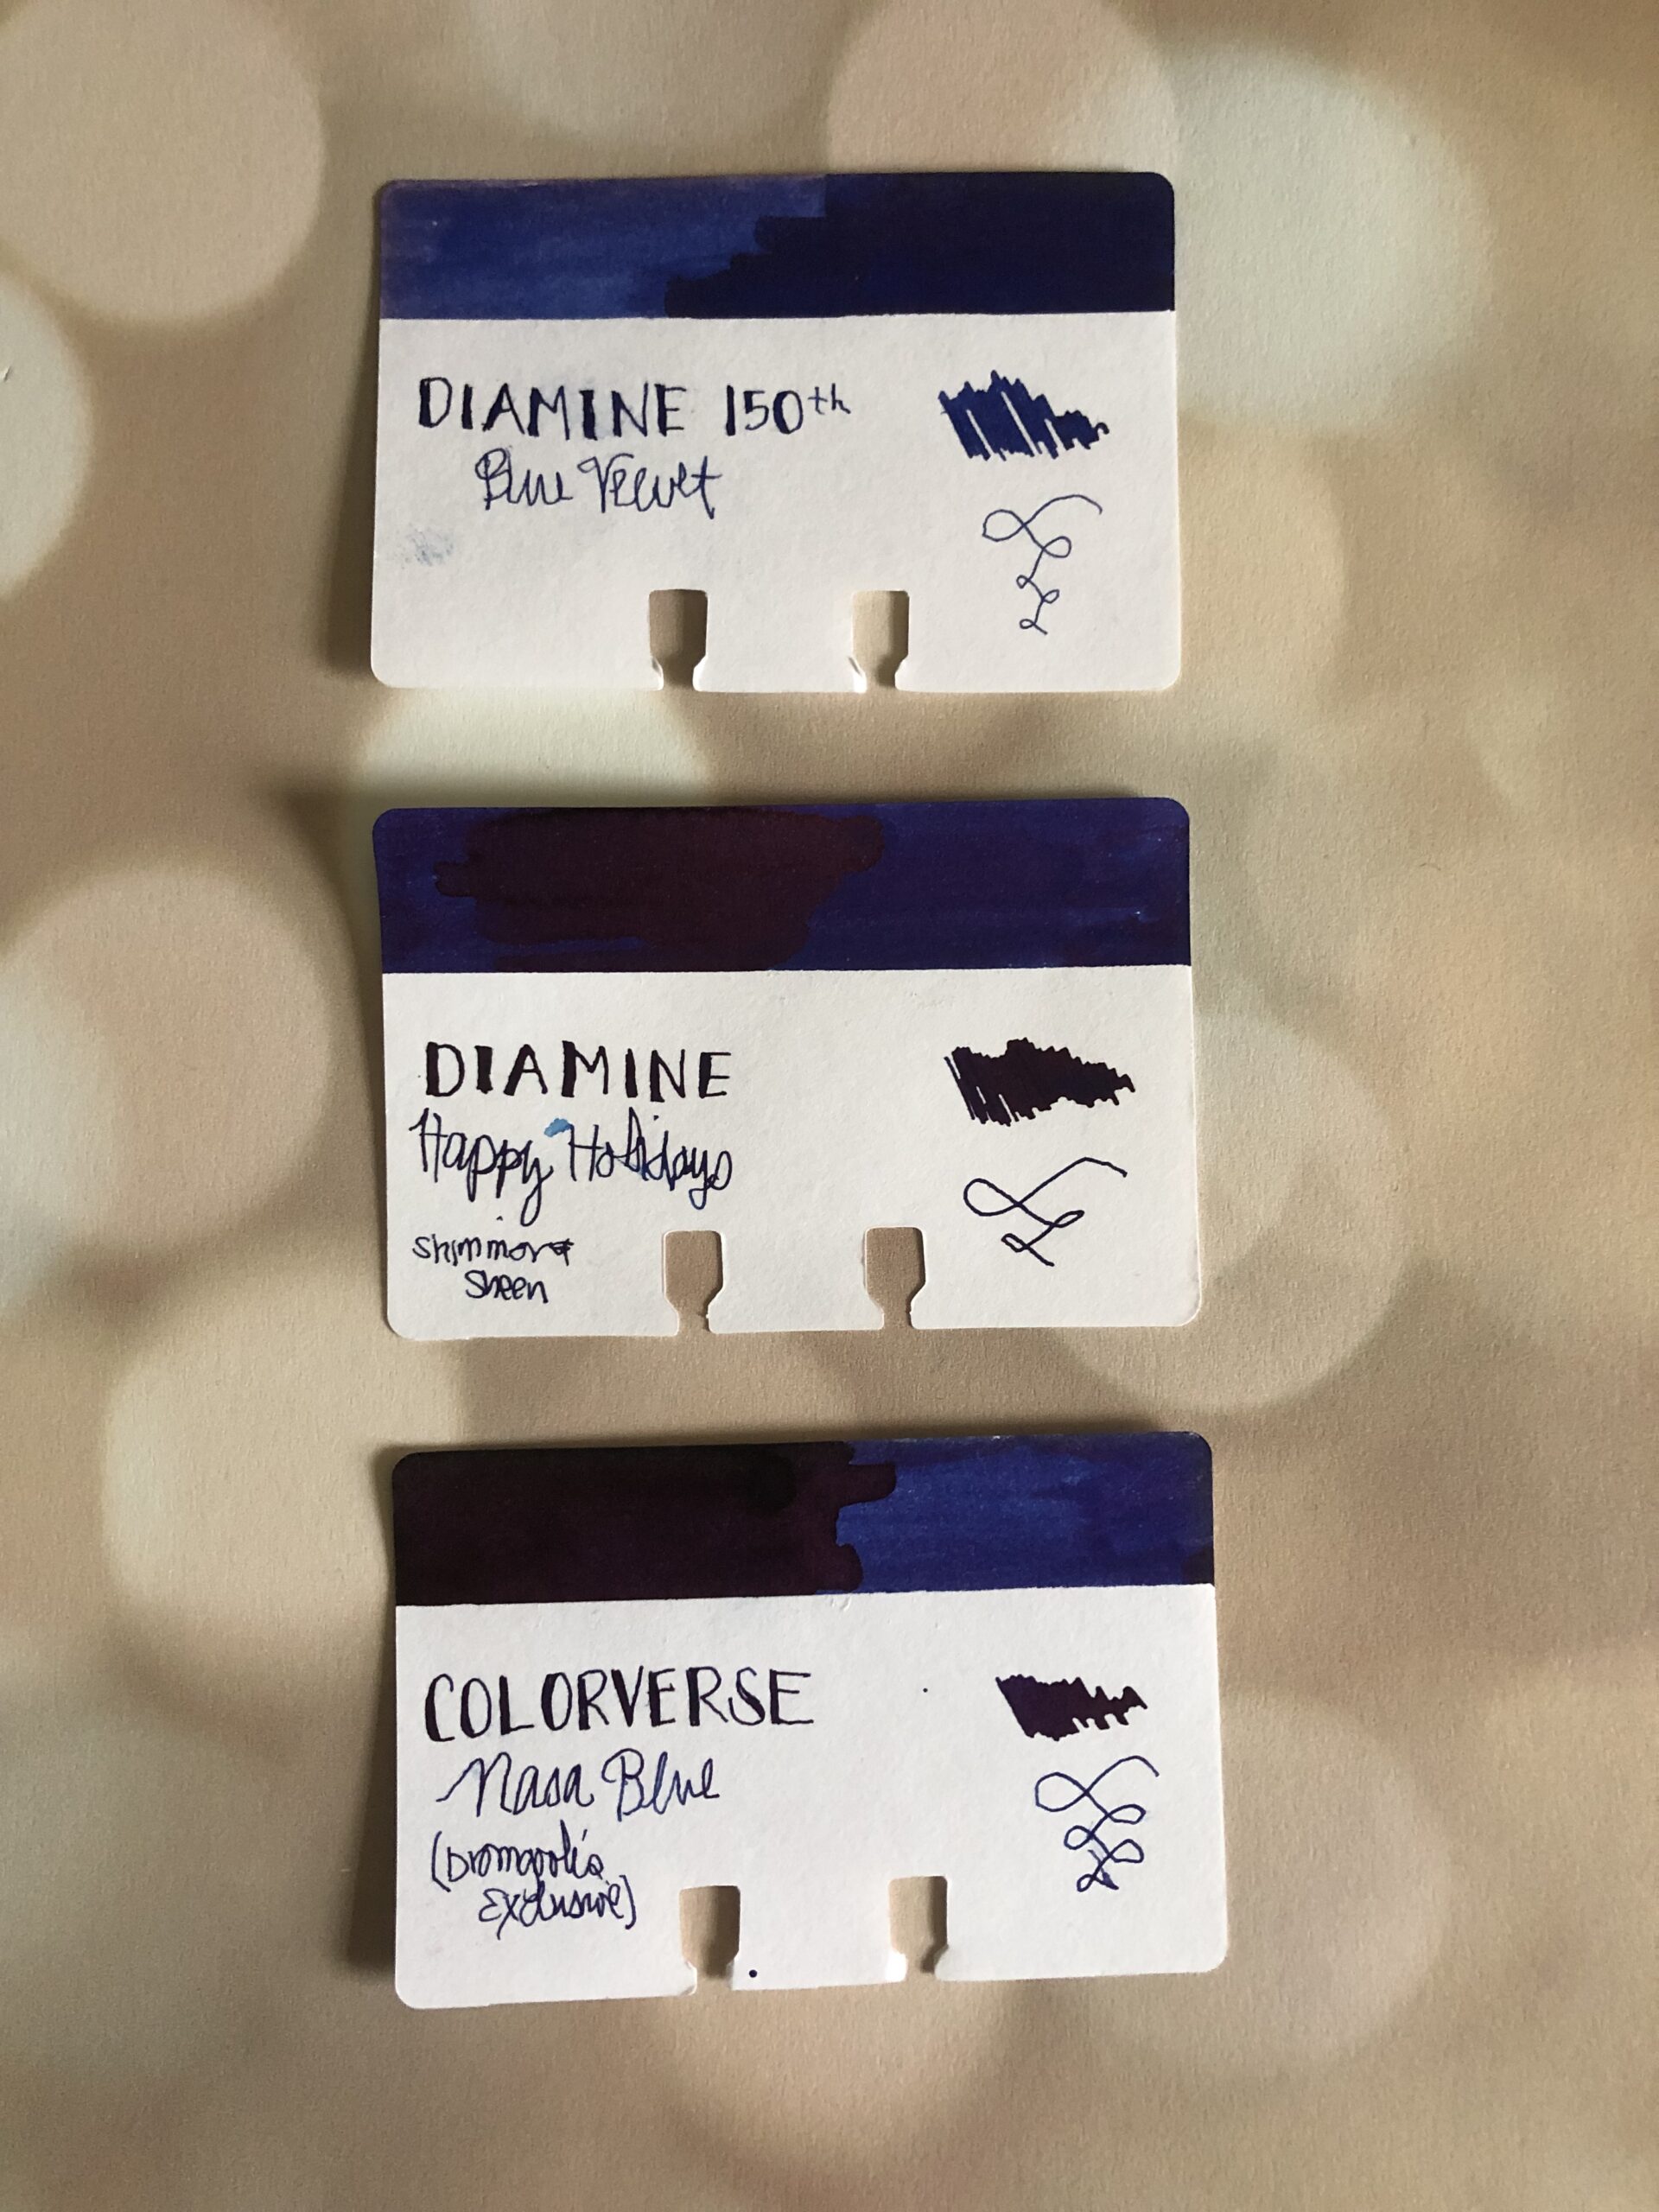 DIAMINE 150th
Blue Velvet
DIAMINE
Happy Holidays
Shimmer +
Sheen
COLORVERSE
Nasa Blue
(Dromgoole's
Exclusive)